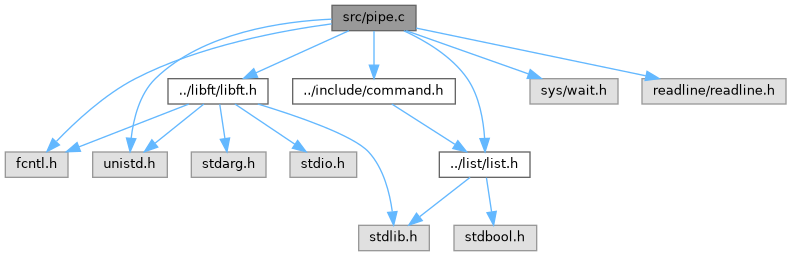 src/pipe.c
../libft/libft.h
../include/command.h
sys/wait.h
readline/readline.h
fcntl.h
unistd.h
stdarg.h
stdio.h
../list/list.h
stdlib.h
stdbool.h